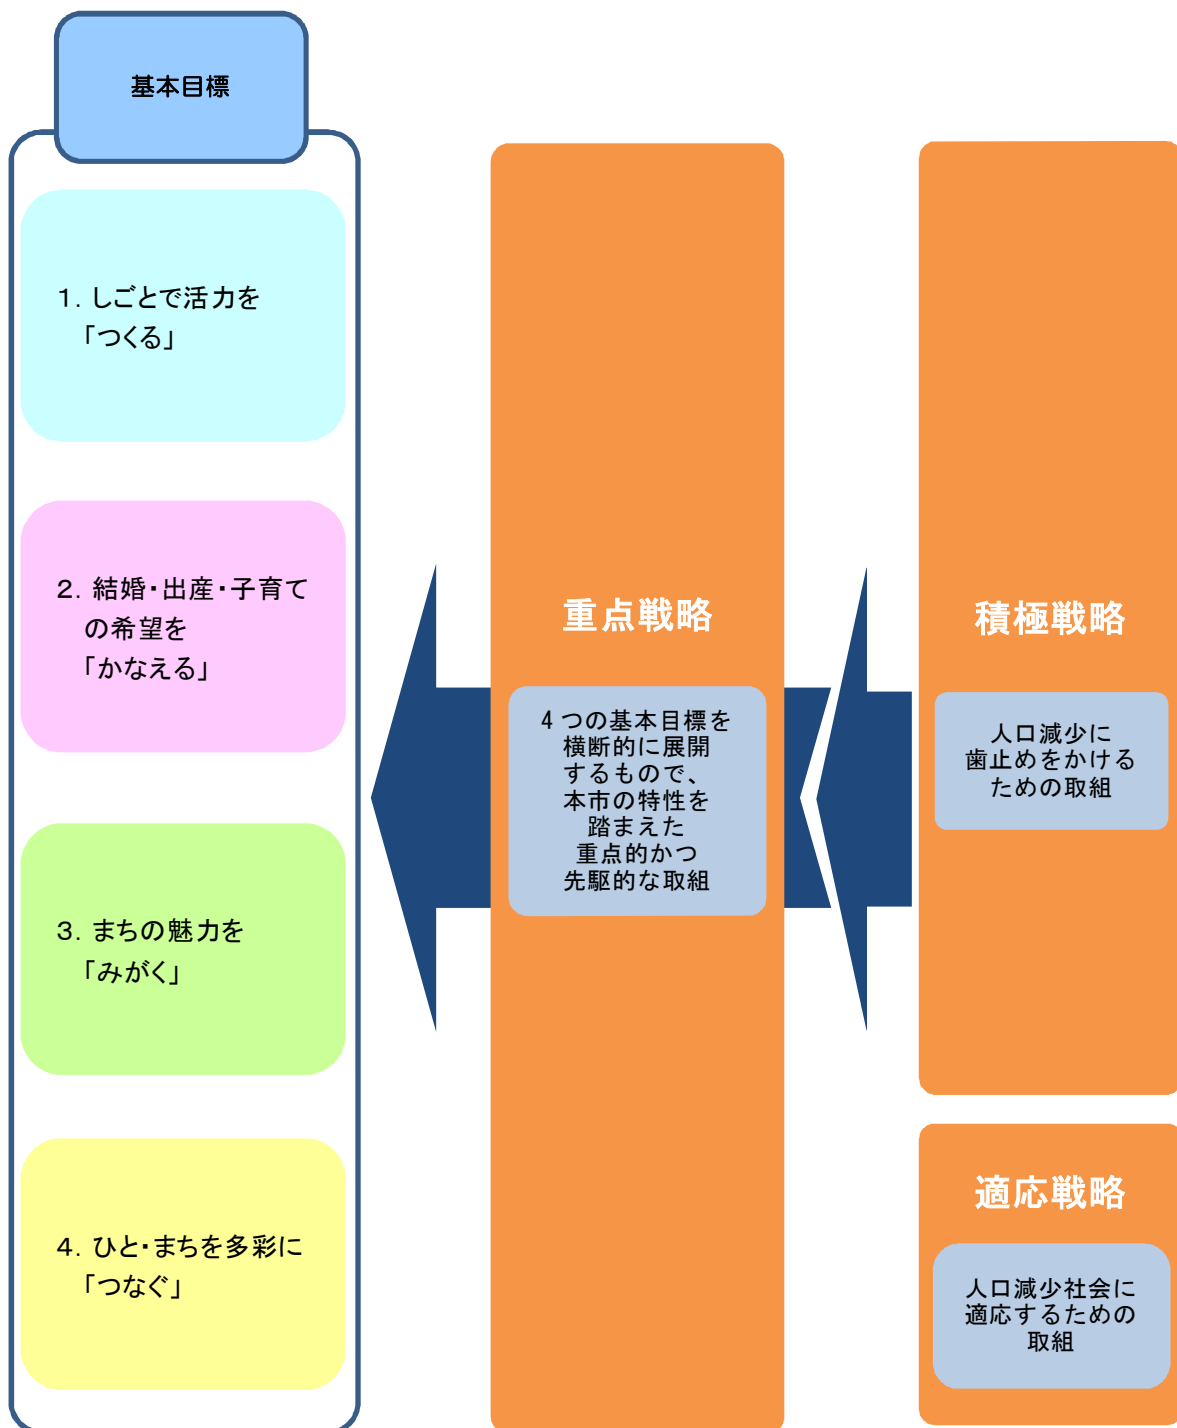 基本目標
1. しごとで活力を
「つくる」
2. 結婚・出産・子育て
の希望を
「かなえる」
3. まちの魅力を
「みがく」
4. ひと・まちを多彩に
「つなぐ」
重点戦略
4つの基本目標を
横断的に展開
するもので、
本市の特性を
踏まえた
重点的かつ
先駆的な取組
積極戦略
人口減少に
歯止めをかける
ための取組
適応戦略
人口減少社会に
適応するための
取組